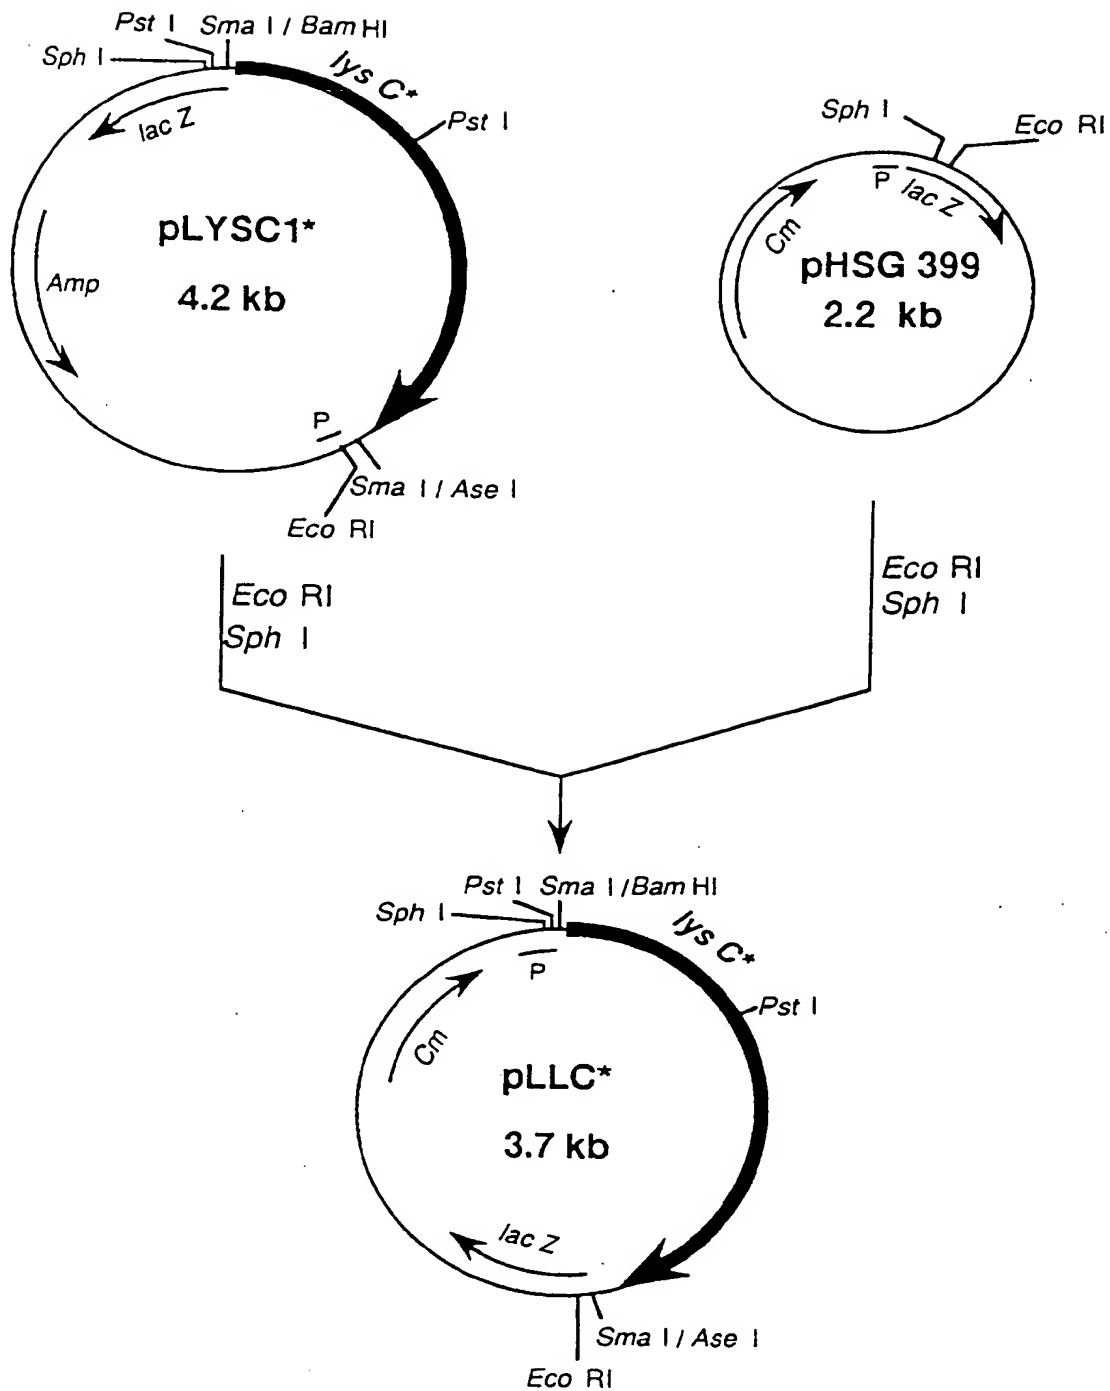 Pst I Sma I / Bam HI
Sph I
lys C*
Pst I
lac Z
pLYSC1*
4.2 kb
Amp
P
Sma I / Ase I
Eco RI
Sph I
Eco RI
P
lac Z
Cm
pHSG 399
2.2 kb
Eco RI
Sph I
Eco RI
Sph I
Pst I Sma I /Bam HI
Sph I
lys C*
P
Pst I
Cm
pLLC*
3.7 kb
lac Z
Sma I / Ase I
Eco RI